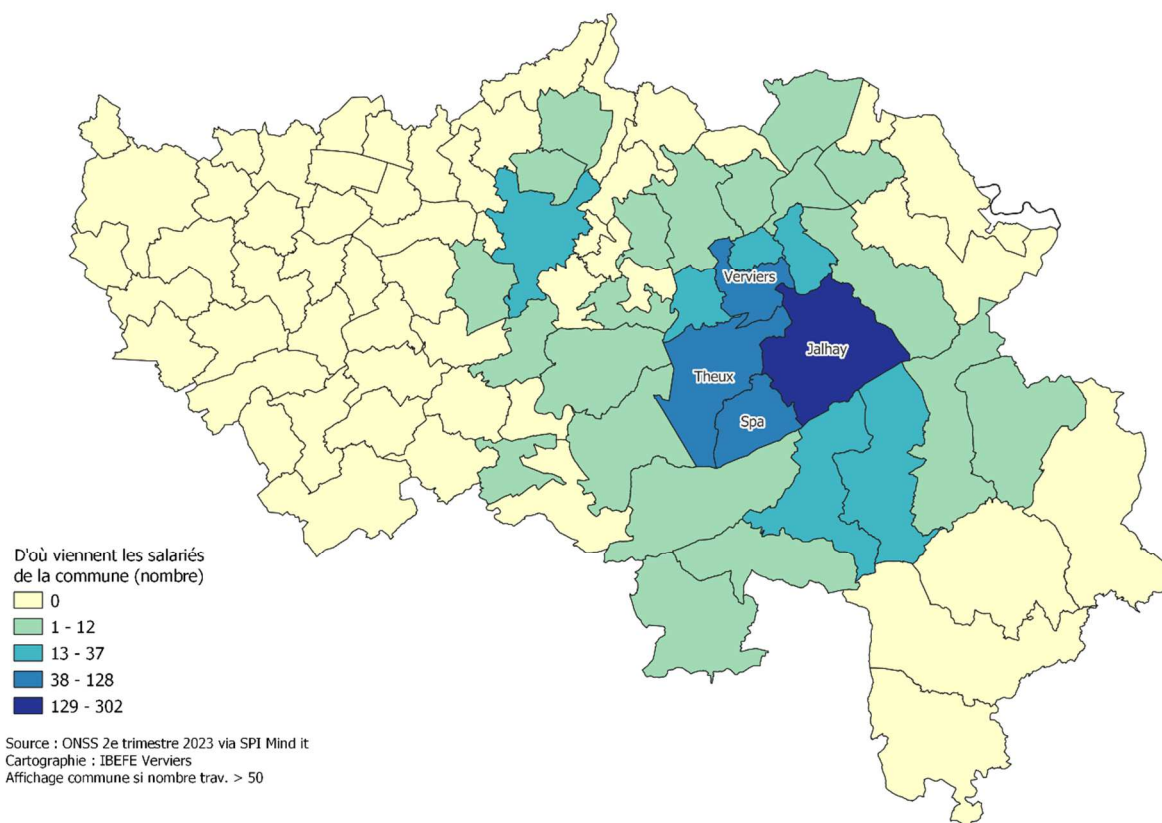 Verviers
Jalhay
Theux
Spa
D'où viennent les salariés
de la commune (nombre)
0
1 - 12
13 - 37
38 - 128
129 - 302
Source : ONSS 2e trimestre 2023 via SPI Mind it
Cartographie : IBEFE Verviers
Affichage commune si nombre trav. > 50